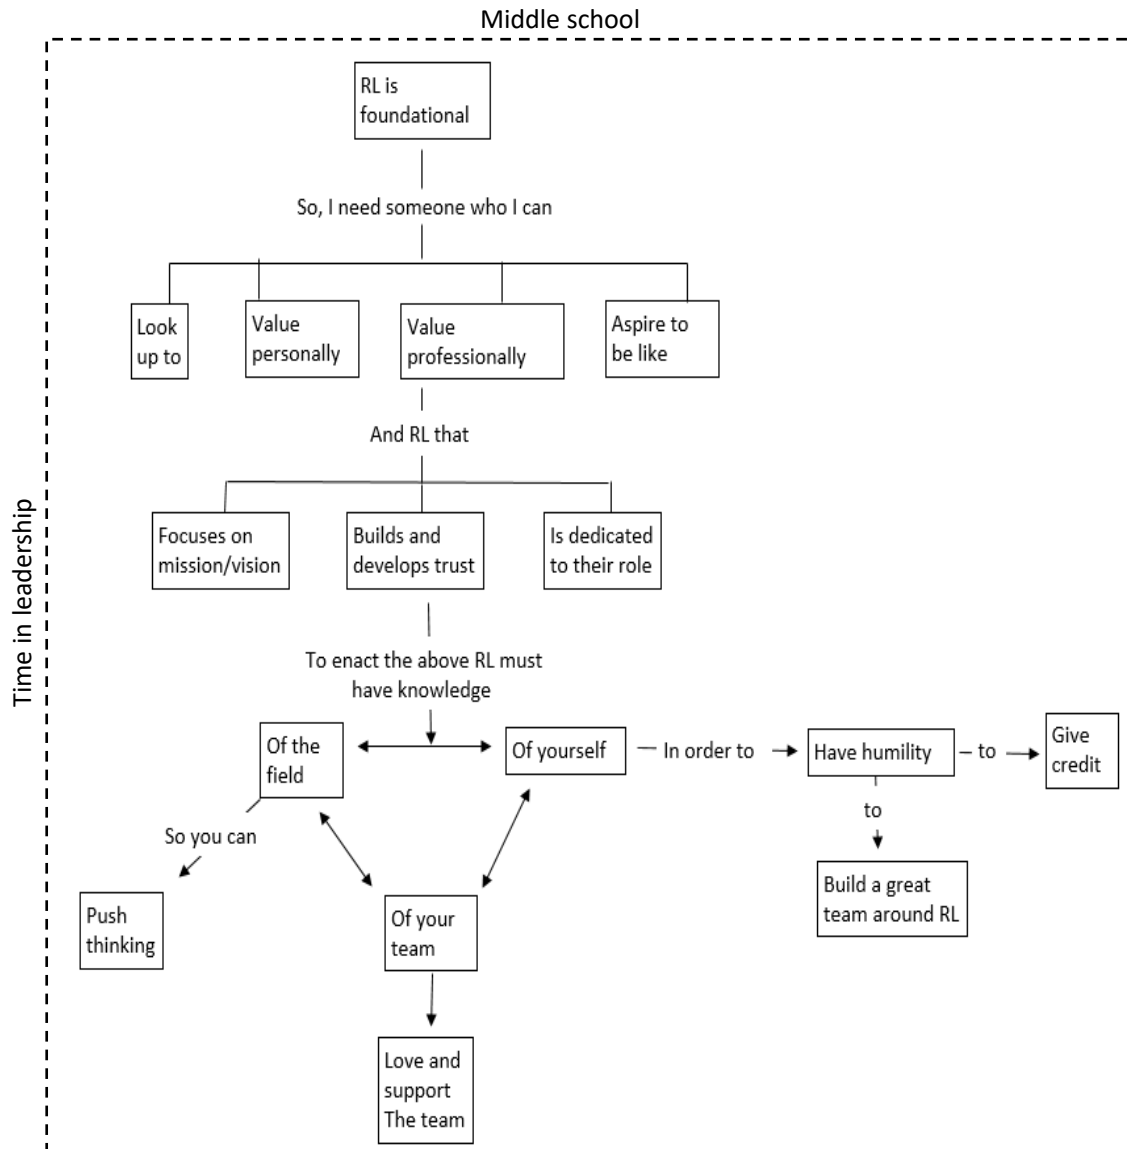 Middle school
Time in leadership
RL is
foundational
So, I need someone who I can
Look
up to
Value
personally
Value
professionally
Aspire to
be like
And RL that
Focuses on
mission/vision
Builds and
develops trust
Is dedicated
to their role
To enact the above RL must
have knowledge
Of the
field
Of yourself
In order to
Have humility
to
Give
credit
So you can
to
Push
thinking
Of your
team
Build a great
team around RL
Love and
support
The team